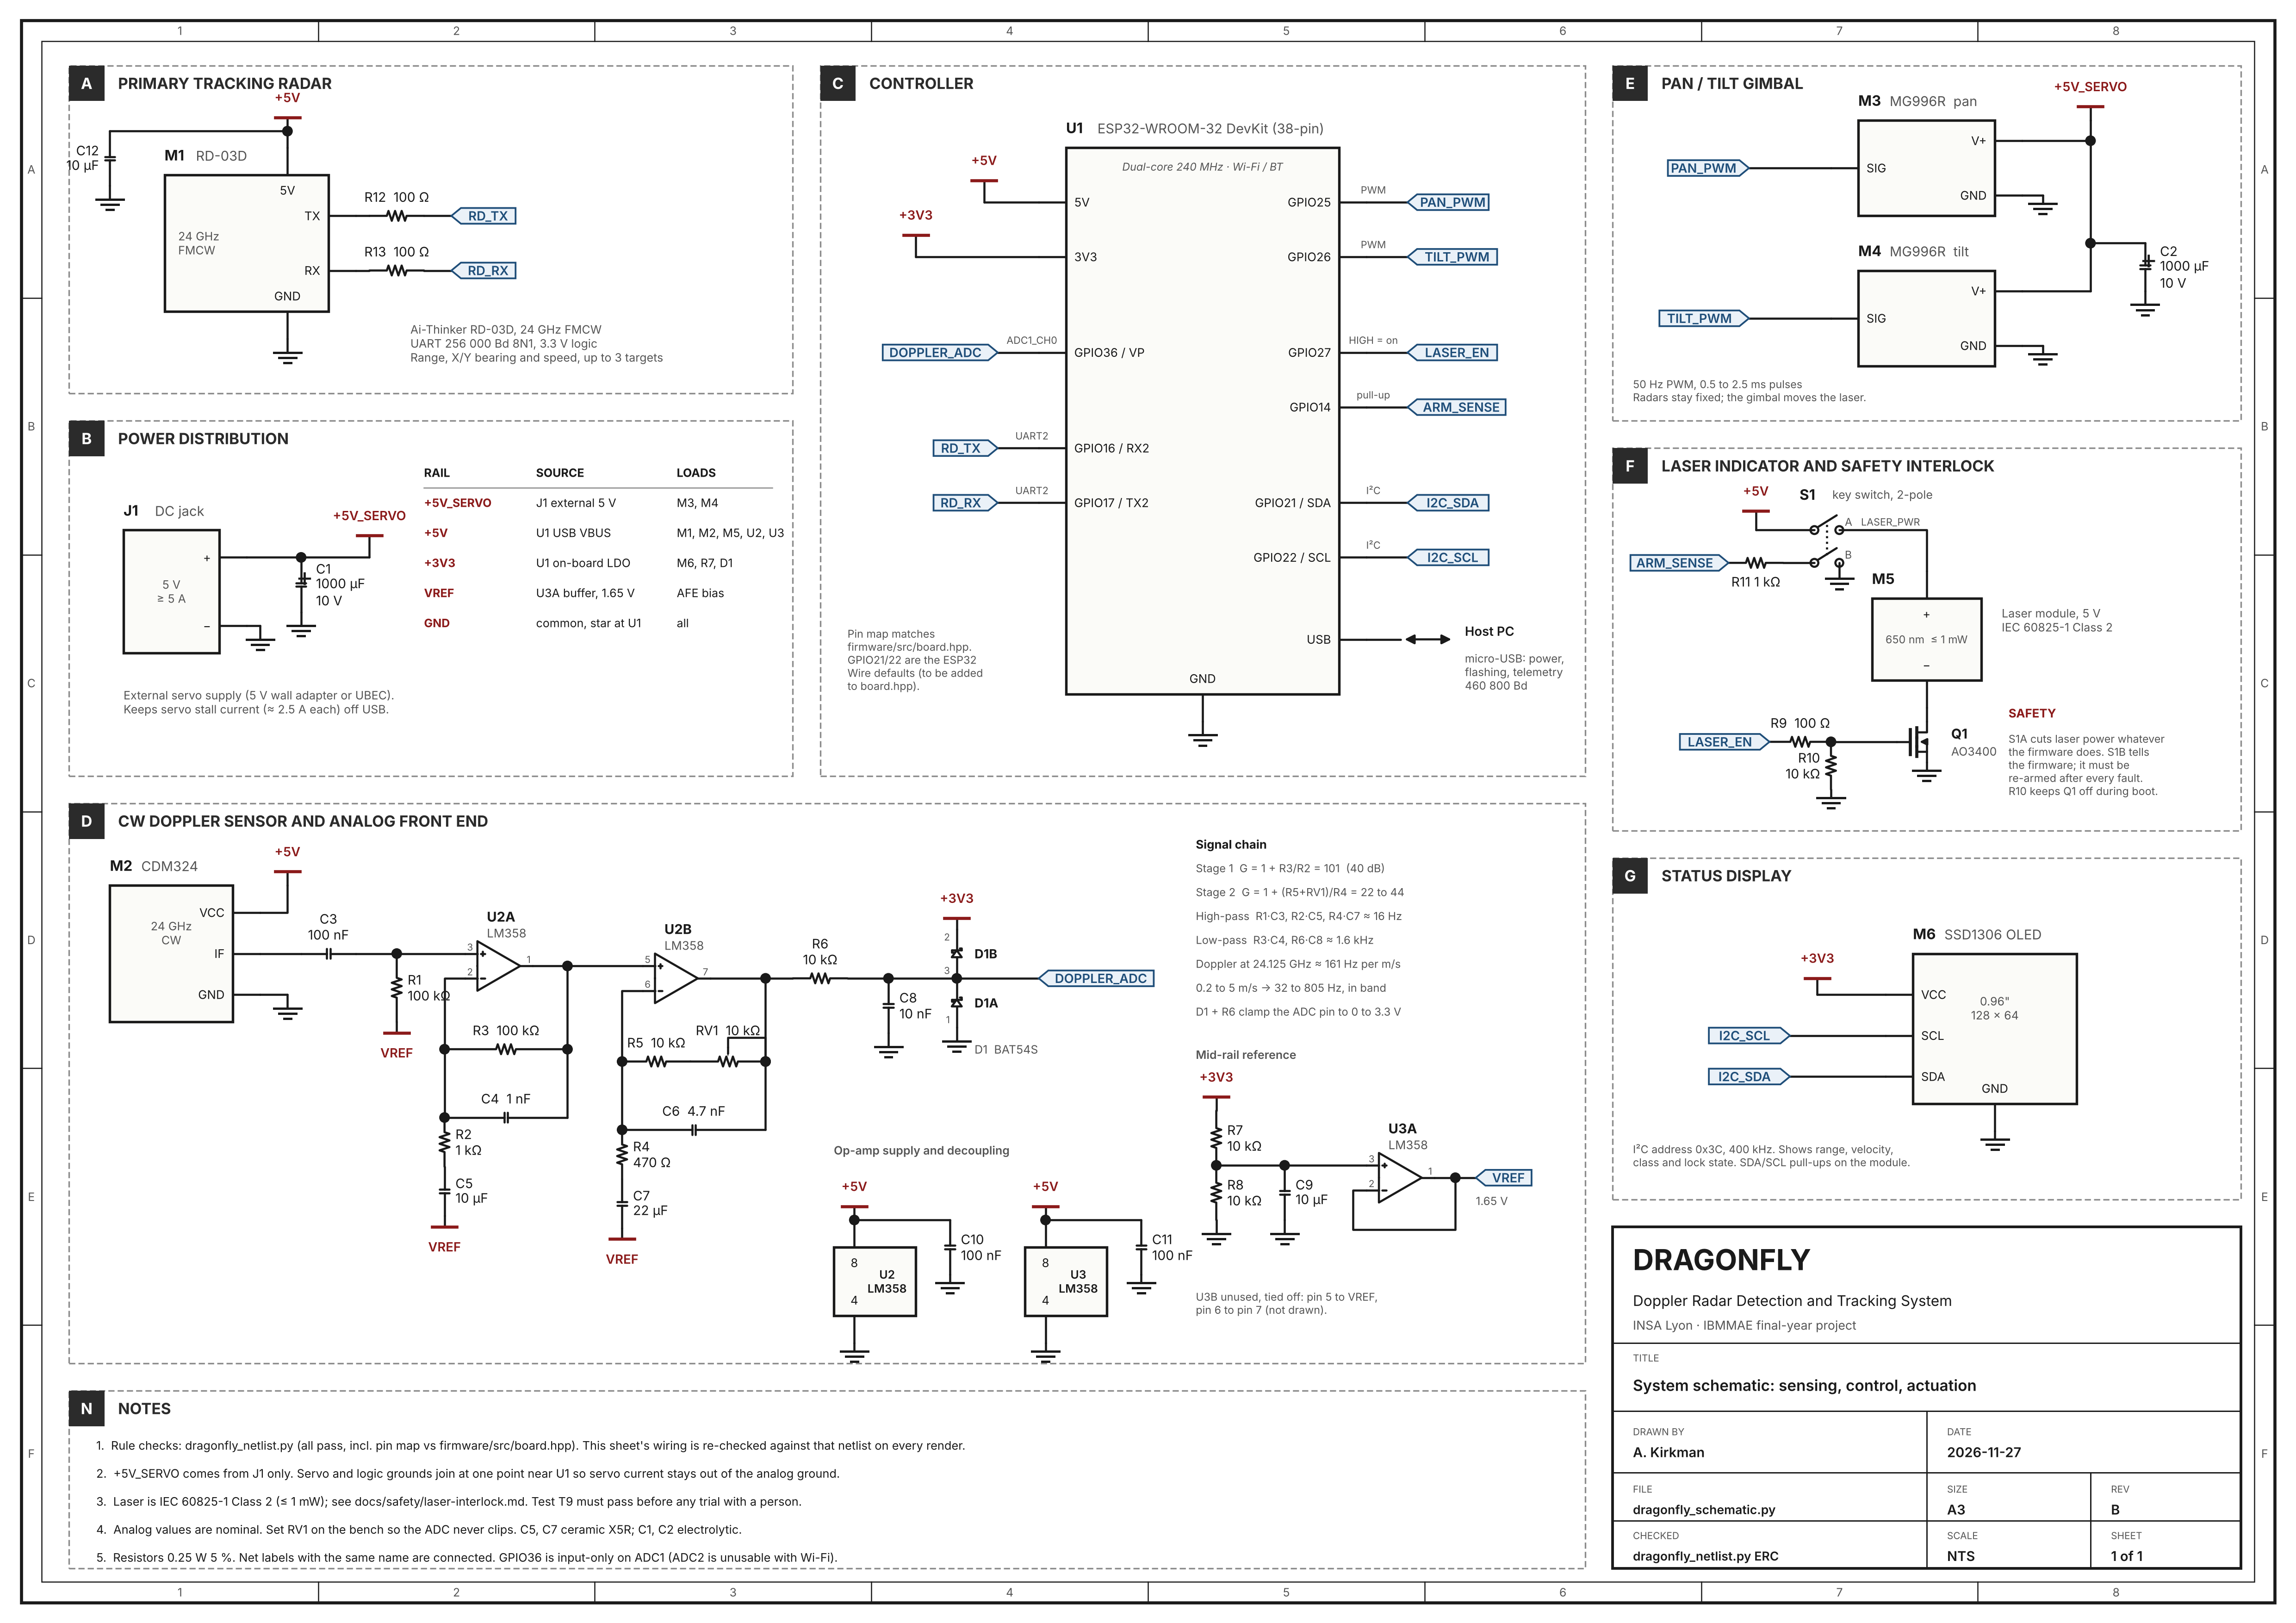 1 2 3 4 5 6 7 8
A
B
C
D
E
F
A PRIMARY TRACKING RADAR
+5V
C12
10 µF
M1 RD-03D
5V
TX
24 GHz
FMCW
RX
GND
R12 100 Ω
RD_TX
R13 100 Ω
RD_RX
Ai-Thinker RD-03D, 24 GHz FMCW
UART 256 000 Bd 8N1, 3.3 V logic
Range, X/Y bearing and speed, up to 3 targets
B POWER DISTRIBUTION
J1 DC jack
+
5 V
≥ 5 A
−
+5V_SERVO
C1
1000 µF
10 V
RAIL SOURCE LOADS
+5V_SERVO J1 external 5 V M3, M4
+5V U1 USB VBUS M1, M2, M5, U2, U3
+3V3 U1 on-board LDO M6, R7, D1
VREF U3A buffer, 1.65 V AFE bias
GND common, star at U1 all
External servo supply (5 V wall adapter or UBEC).
Keeps servo stall current (≈ 2.5 A each) off USB.
C CONTROLLER
U1 ESP32-WROOM-32 DevKit (38-pin)
Dual-core 240 MHz · Wi-Fi / BT
+5V
5V
+3V3
3V3
DOPPLER_ADC ADC1_CH0 GPIO36 / VP
RD_TX UART2 GPIO16 / RX2
RD_RX UART2 GPIO17 / TX2
GPIO25 PWM PAN_PWM
GPIO26 PWM TILT_PWM
GPIO27 HIGH = on LASER_EN
GPIO14 pull-up ARM_SENSE
GPIO21 / SDA I²C I2C_SDA
GPIO22 / SCL I²C I2C_SCL
USB
Host PC
micro-USB: power,
flashing, telemetry
460 800 Bd
GND
Pin map matches
firmware/src/board.hpp.
GPIO21/22 are the ESP32
Wire defaults (to be added
to board.hpp).
E PAN / TILT GIMBAL
+5V_SERVO
M3 MG996R pan
V+
PAN_PWM
SIG
GND
M4 MG996R tilt
V+
TILT_PWM
SIG
GND
C2
1000 µF
10 V
50 Hz PWM, 0.5 to 2.5 ms pulses
Radars stay fixed; the gimbal moves the laser.
F LASER INDICATOR AND SAFETY INTERLOCK
+5V
S1 key switch, 2-pole
A LASER_PWR
B
ARM_SENSE
R11 1 kΩ
M5
+
650 nm ≤ 1 mW
−
Laser module, 5 V
IEC 60825-1 Class 2
LASER_EN
R9 100 Ω
R10
10 kΩ
Q1
AO3400
SAFETY
S1A cuts laser power whatever
the firmware does. S1B tells
the firmware; it must be
re-armed after every fault.
R10 keeps Q1 off during boot.
D CW DOPPLER SENSOR AND ANALOG FRONT END
M2 CDM324
+5V
VCC
24 GHz
CW
IF
GND
C3
100 nF
R1
100 kΩ
VREF
U2A
LM358
3
2
1
+
−
R3 100 kΩ
C4 1 nF
R2
1 kΩ
C5
10 µF
VREF
U2B
LM358
5
6
7
+
−
R5 10 kΩ
RV1 10 kΩ
C6 4.7 nF
R4
470 Ω
C7
22 µF
VREF
R6
10 kΩ
C8
10 nF
+3V3
2
D1B
3
D1A
1
D1 BAT54S
DOPPLER_ADC
Signal chain
Stage 1 G = 1 + R3/R2 = 101 (40 dB)
Stage 2 G = 1 + (R5+RV1)/R4 = 22 to 44
High-pass R1·C3, R2·C5, R4·C7 ≈ 16 Hz
Low-pass R3·C4, R6·C8 ≈ 1.6 kHz
Doppler at 24.125 GHz ≈ 161 Hz per m/s
0.2 to 5 m/s → 32 to 805 Hz, in band
D1 + R6 clamp the ADC pin to 0 to 3.3 V
Mid-rail reference
+3V3
R7
10 kΩ
R8
10 kΩ
C9
10 µF
U3A
LM358
3
2
1
+
−
VREF
1.65 V
Op-amp supply and decoupling
+5V
8
U2
LM358
4
C10
100 nF
+5V
8
U3
LM358
4
C11
100 nF
U3B unused, tied off: pin 5 to VREF,
pin 6 to pin 7 (not drawn).
G STATUS DISPLAY
M6 SSD1306 OLED
+3V3
VCC
0.96"
128 × 64
I2C_SCL
SCL
I2C_SDA
SDA
GND
I²C address 0x3C, 400 kHz. Shows range, velocity,
class and lock state. SDA/SCL pull-ups on the module.
N NOTES
1. Rule checks: dragonfly_netlist.py (all pass, incl. pin map vs firmware/src/board.hpp). This sheet's wiring is re-checked against that netlist on every render.
2. +5V_SERVO comes from J1 only. Servo and logic grounds join at one point near U1 so servo current stays out of the analog ground.
3. Laser is IEC 60825-1 Class 2 (≤ 1 mW); see docs/safety/laser-interlock.md. Test T9 must pass before any trial with a person.
4. Analog values are nominal. Set RV1 on the bench so the ADC never clips. C5, C7 ceramic X5R; C1, C2 electrolytic.
5. Resistors 0.25 W 5 %. Net labels with the same name are connected. GPIO36 is input-only on ADC1 (ADC2 is unusable with Wi-Fi).
DRAGONFLY
Doppler Radar Detection and Tracking System
INSA Lyon · IBMMAE final-year project
TITLE
System schematic: sensing, control, actuation
DRAWN BY
A. Kirkman
DATE
2026-11-27
FILE
dragonfly_schematic.py
SIZE
A3
REV
B
CHECKED
dragonfly_netlist.py ERC
SCALE
NTS
SHEET
1 of 1
A
B
C
D
E
F
1 2 3 4 5 6 7 8